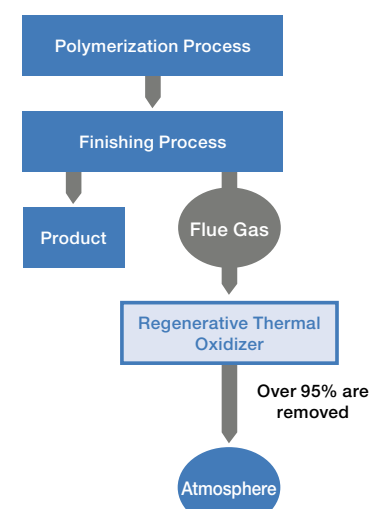 Polymerization Process
Finishing Process
Product
Flue Gas
Regenerative Thermal
Oxidizer
Over 95% are
removed
Atmosphere